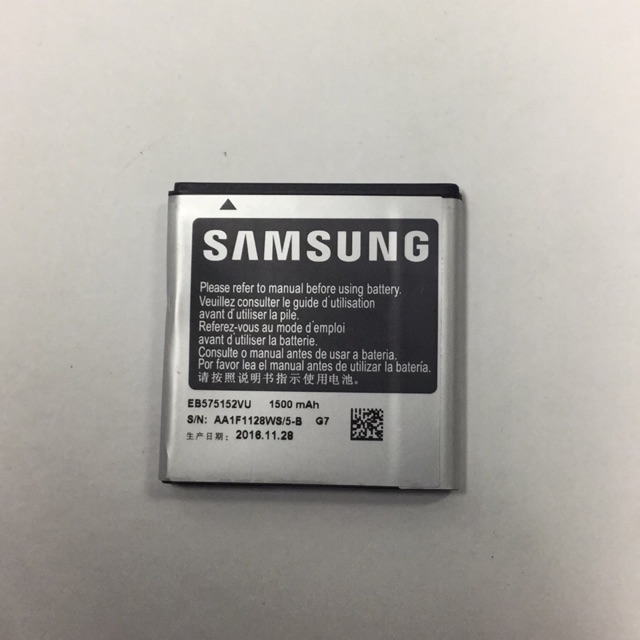 SAMSUNG
Please refer to manual before using battery.
Veuillez consulter le guide d'utilisation
avant d'utiliser la pile.
Referez-vous au mode d'emploi
avant d'utiliser la batterie.
Consulte o manual antes de usar a bateria.
Por favor lea el manual antes de utilizar la batería.
请按照说明书指示使用电池。
EB575152VU 1500 mAh
S/N: AA1F1128WS/5-B G7
生产日期: 2016.11.28